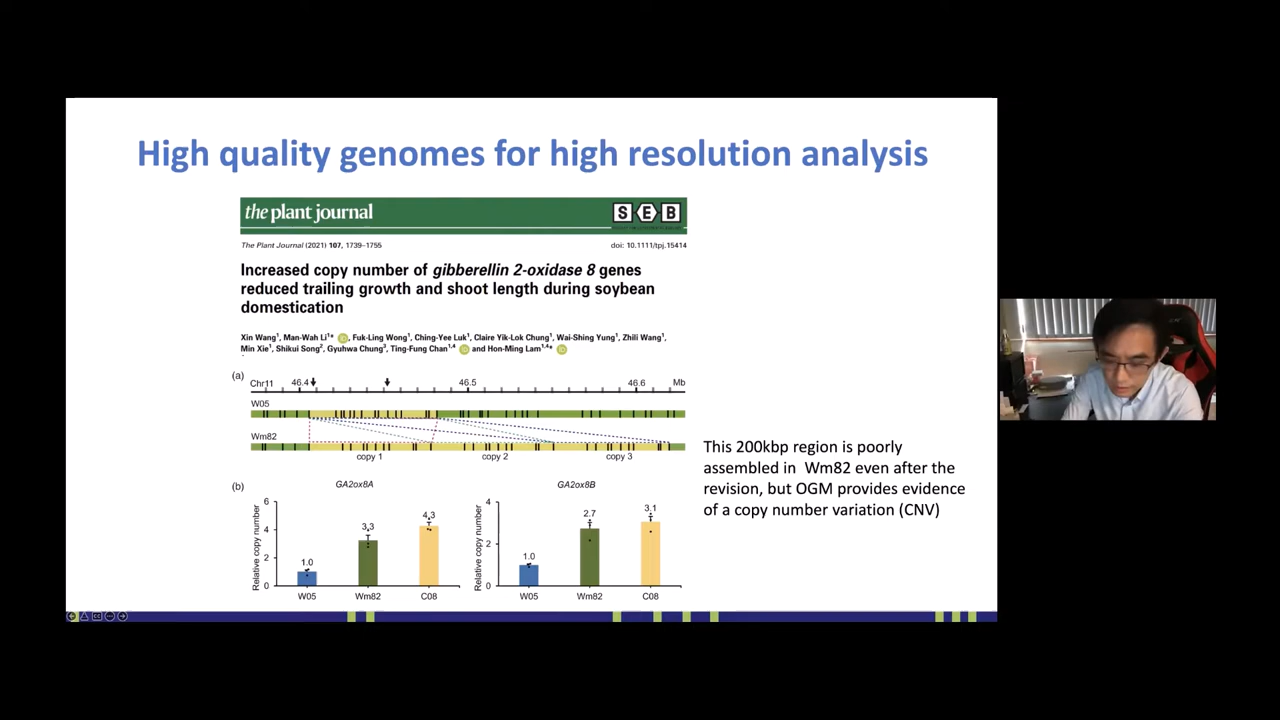 High quality genomes for high resolution analysis
the plant journal
S E B
The Plant Journal (2021) 107, 1739–1755
doi: 10.1111/tpj.15414
Increased copy number of gibberellin 2-oxidase 8 genes
reduced trailing growth and shoot length during soybean
domestication
Xin Wang1, Man-Wah Li1,*, Fuk-Ling Wong1, Ching-Yee Luk1, Claire Yik-Lok Chung1, Wai-Shing Yung1, Zhili Wang1,
Min Xie1, Shikui Song2, Gyuhwa Chung3, Ting-Fung Chan1,4 and Hon-Ming Lam1,4,*
(a)
Chr11 46.4 46.5 46.6 Mb
W05
Wm82
copy 1 copy 2 copy 3
This 200kbp region is poorly
assembled in Wm82 even after the
revision, but OGM provides evidence
of a copy number variation (CNV)
(b)
GA2ox8A
Relative copy number
6
4
2
0
1.0
3.3
4.3
W05 Wm82 C08
GA2ox8B
Relative copy number
4
2
0
1.0
2.7
3.1
W05 Wm82 C08